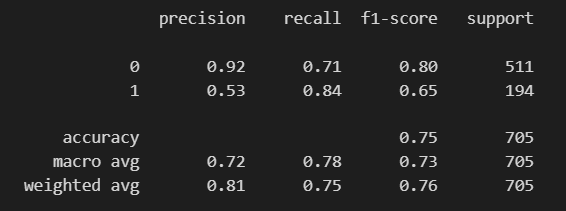 precision recall f1-score support
0 0.92 0.71 0.80 511
1 0.53 0.84 0.65 194
accuracy 0.75 705
macro avg 0.72 0.78 0.73 705
weighted avg 0.81 0.75 0.76 705